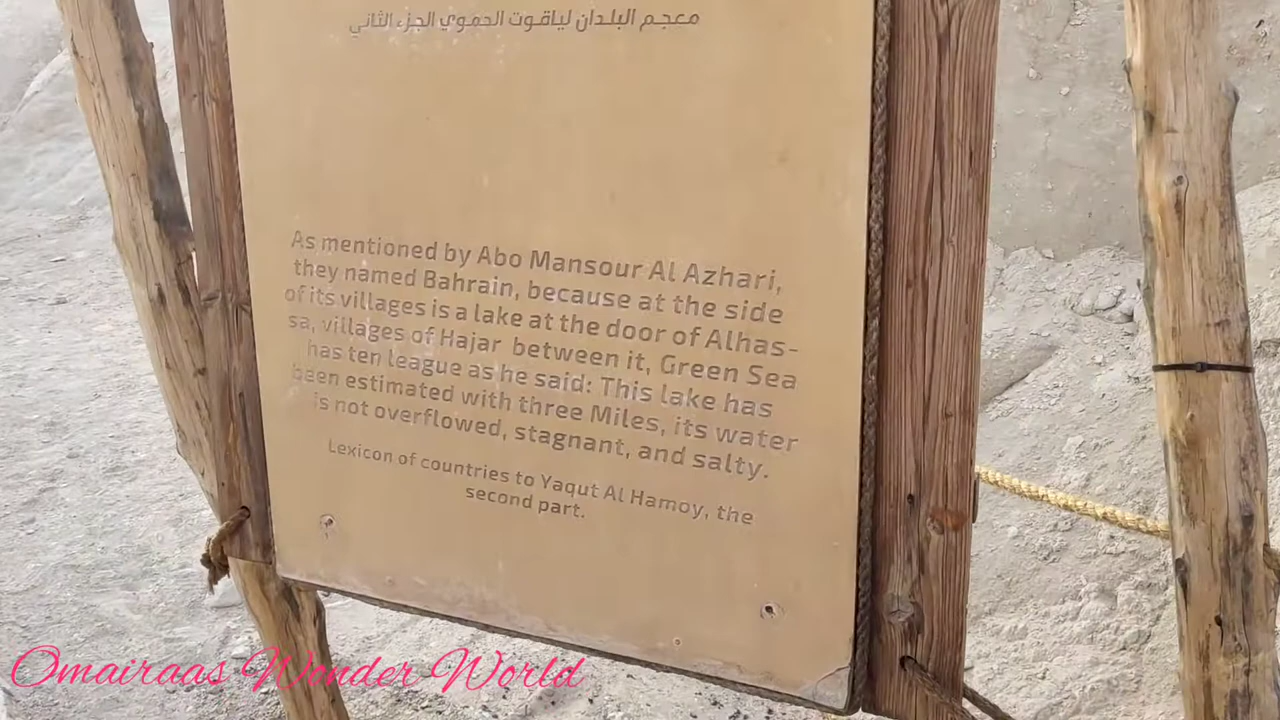 معجم البلدان لياقوت الحموي الجزء الثاني
As mentioned by Abo Mansour Al Azhari,
they named Bahrain, because at the side
of its villages is a lake at the door of Alhas-
sa, villages of Hajar between it, Green Sea
has ten league as he said: This lake has
been estimated with three Miles, its water
is not overflowed, stagnant, and salty.
Lexicon of countries to Yaqut Al Hamoy, the
second part.
Omairaas Wonder World